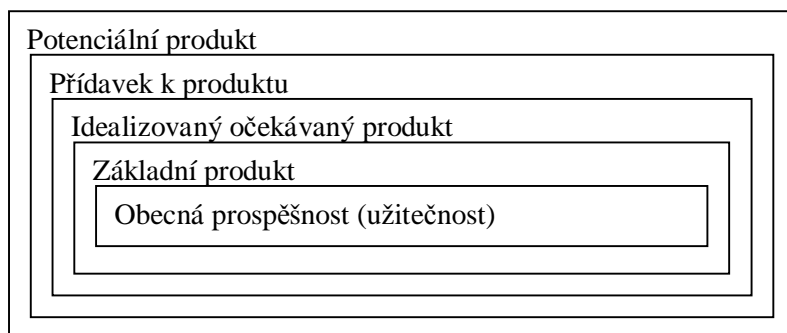 Potenciální produkt
Přídavek k produktu
Idealizovaný očekávaný produkt
Základní produkt
Obecná prospěšnost (užitečnost)